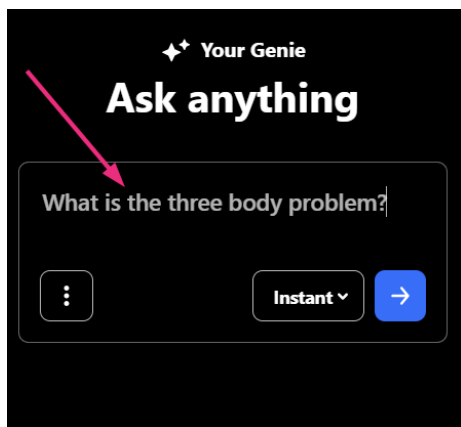 Your Genie
Ask anything
What is the three body problem?
Instant